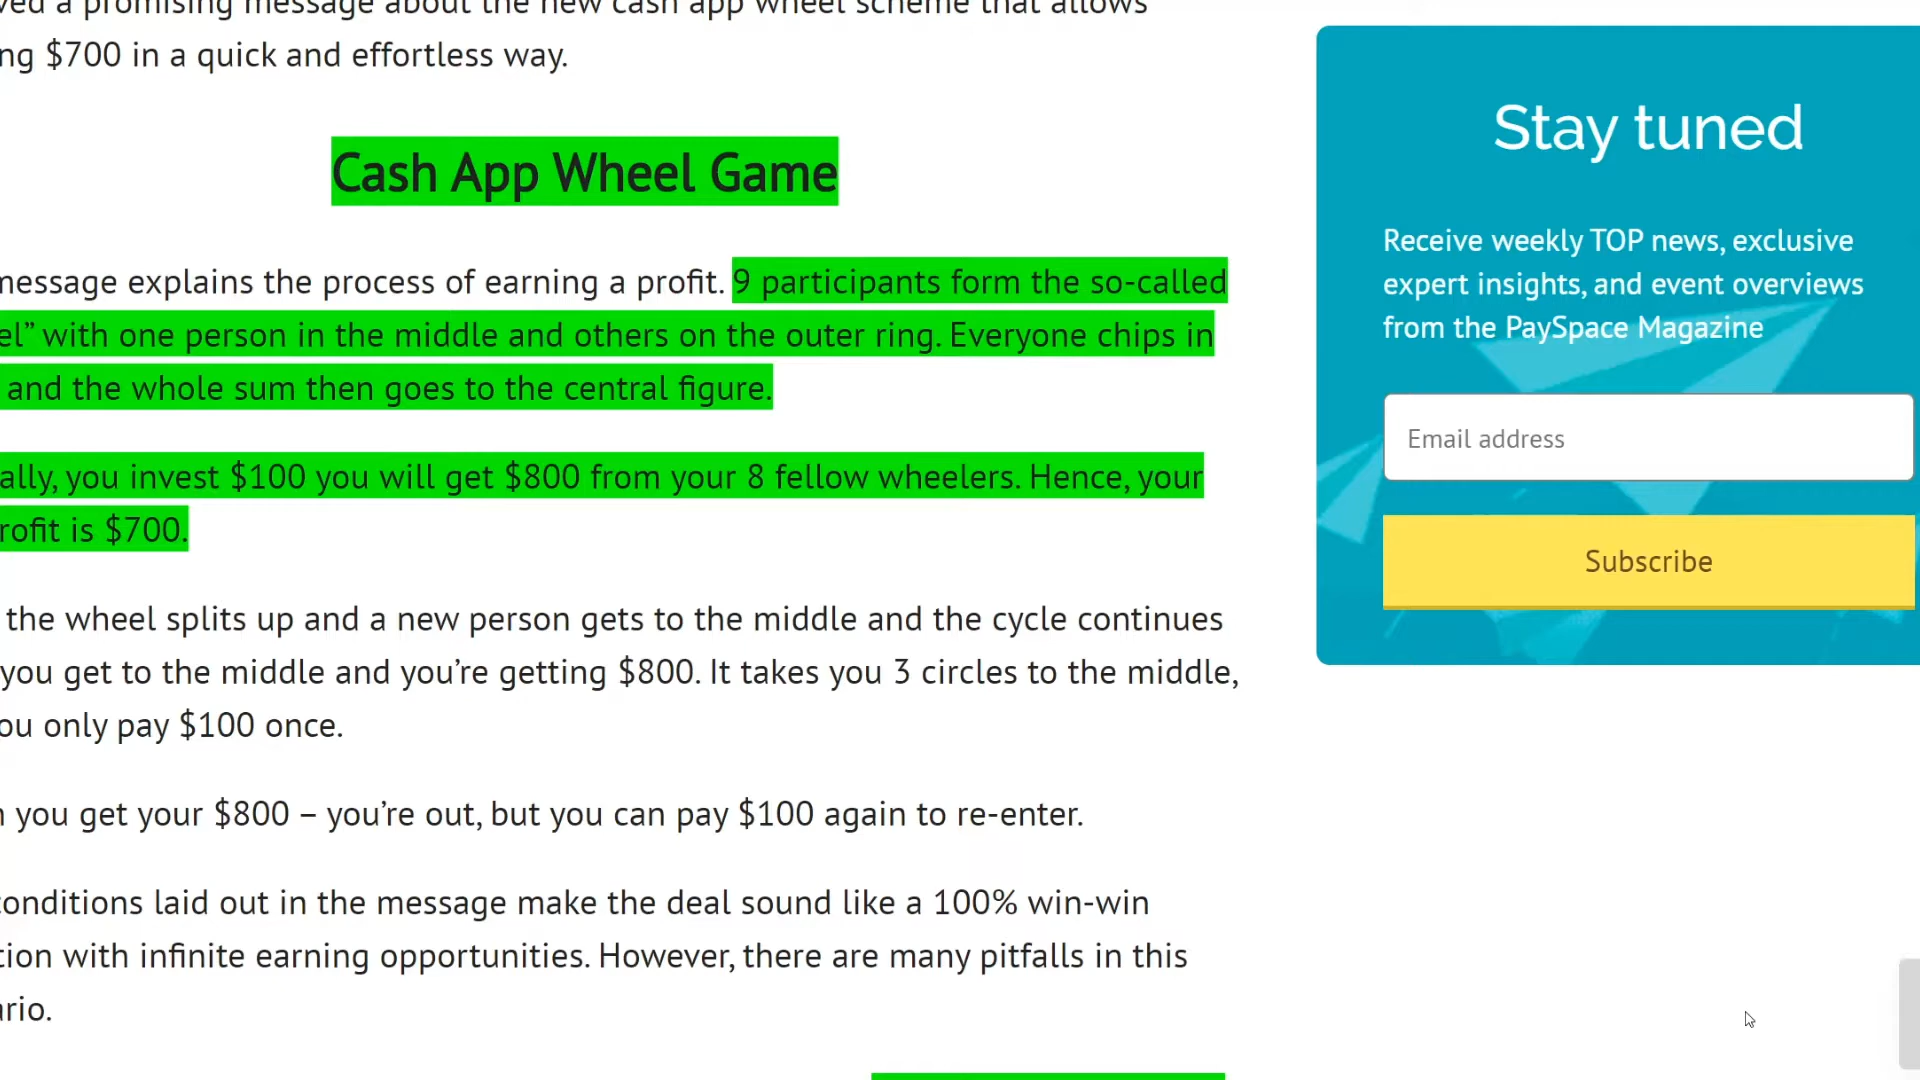 a promising message about the new cash app wheel scheme that allows
$700 in a quick and effortless way.
Cash App Wheel Game
message explains the process of earning a profit. 9 participants form the so-called
with one person in the middle and others on the outer ring. Everyone chips in
and the whole sum then goes to the central figure.
you invest $100 you will get $800 from your 8 fellow wheelers. Hence, your
is $700.
the wheel splits up and a new person gets to the middle and the cycle continues
you get to the middle and you’re getting $800. It takes you 3 circles to the middle,
only pay $100 once.
you get your $800 – you’re out, but you can pay $100 again to re-enter.
conditions laid out in the message make the deal sound like a 100% win-win
with infinite earning opportunities. However, there are many pitfalls in this
Stay tuned
Receive weekly TOP news, exclusive
expert insights, and event overviews
from the PaySpace Magazine
Email address
Subscribe